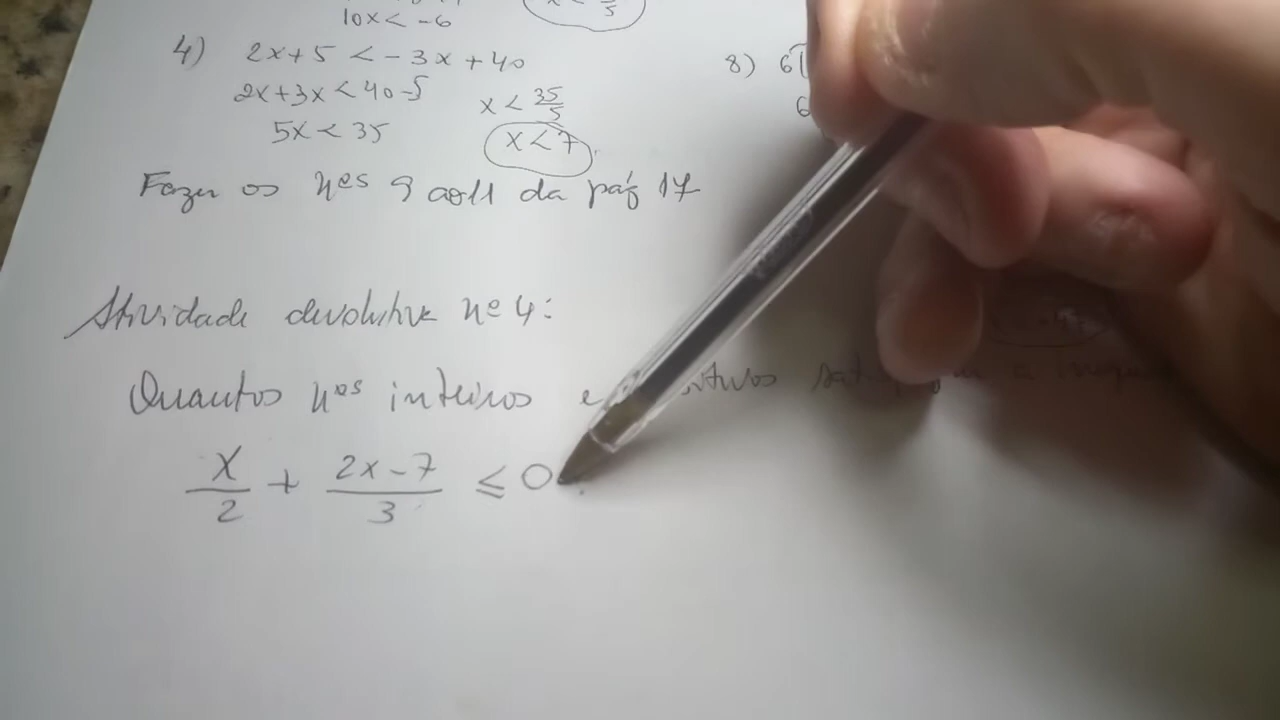 10x < -6
4) 2x+5 < -3x + 40
8)
2x+3x < 40-5
x < 35/5
5x < 35
x < 7
Fazer os nºs 9 ao 11 da pág 17
Atividade devolutiva nº 4:
Quantos nºs inteiros e
x/2 + 2x-7/3 ≤ 0